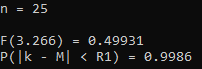 n = 25
F(3.266) = 0.49931
P(|k - M| < R1) = 0.9986